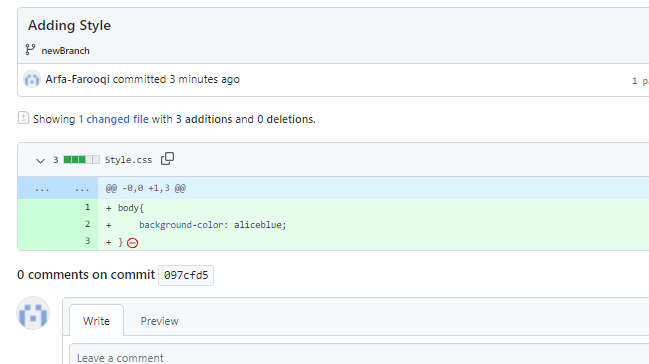 Adding Style
newBranch
Arfa-Farooqi committed 3 minutes ago
1
Showing 1 changed file with 3 additions and 0 deletions.
3 Style.css
... ... @@ -0,0 +1,3 @@
1 + body{
2 + background-color: aliceblue;
3 + }
0 comments on commit 097cfd5
Write Preview
Leave a comment